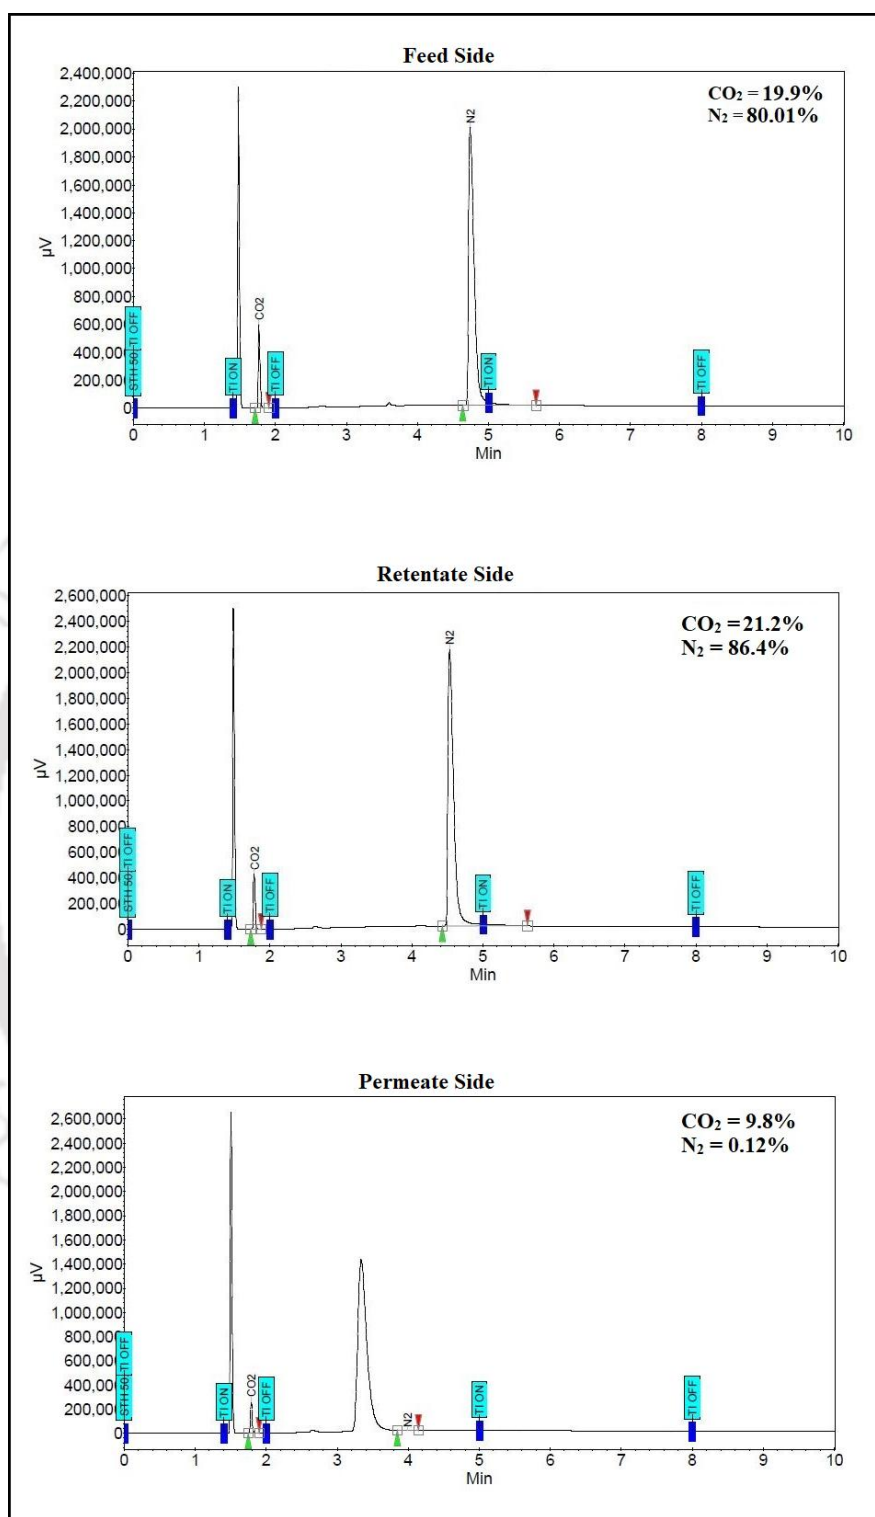 Feed Side
CO₂ = 19.9%
N₂ = 80.01%
2,400,000
2,200,000
2,000,000
1,800,000
1,600,000
1,400,000
1,200,000
1,000,000
800,000
600,000
400,000
200,000
0
µV
STH 50 TI OFF
TI ON
CO2
TI OFF
N2
TI ON
TI OFF
0 1 2 3 4 5 6 7 8 9 10
Min
Retentate Side
CO₂ = 21.2%
N₂ = 86.4%
2,600,000
2,400,000
2,200,000
2,000,000
1,800,000
1,600,000
1,400,000
1,200,000
1,000,000
800,000
600,000
400,000
200,000
0
µV
STH 50 TI OFF
TI ON
CO2
TI OFF
N2
TI ON
TI OFF
0 1 2 3 4 5 6 7 8 9 10
Min
Permeate Side
CO₂ = 9.8%
N₂ = 0.12%
2,600,000
2,400,000
2,200,000
2,000,000
1,800,000
1,600,000
1,400,000
1,200,000
1,000,000
800,000
600,000
400,000
200,000
0
µV
STH 50 TI OFF
TI ON
CO2
TI OFF
N2
TI ON
TI OFF
0 1 2 3 4 5 6 7 8 9 10
Min